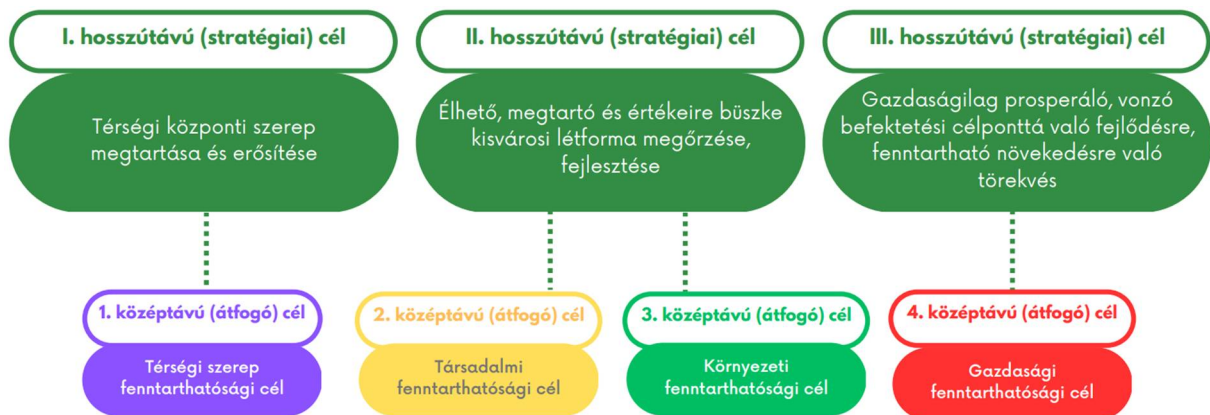 I. hosszútávú (stratégiai) cél
Térségi központi szerep
megtartása és erősítése
II. hosszútávú (stratégiai) cél
Élhető, megtartó és értékeire büszke
kisvárosi létforma megőrzése,
fejlesztése
III. hosszútávú (stratégiai) cél
Gazdaságilag prosperáló, vonzó
befektetési célponttá való fejlődésre,
fenntartható növekedésre való
törekvés
1. középtávú (átfogó) cél
Térségi szerep
fenntarthatósági cél
2. középtávú (átfogó) cél
Társadalmi
fenntarthatósági cél
3. középtávú (átfogó) cél
Környezeti
fenntarthatósági cél
4. középtávú (átfogó) cél
Gazdasági
fenntarthatósági cél